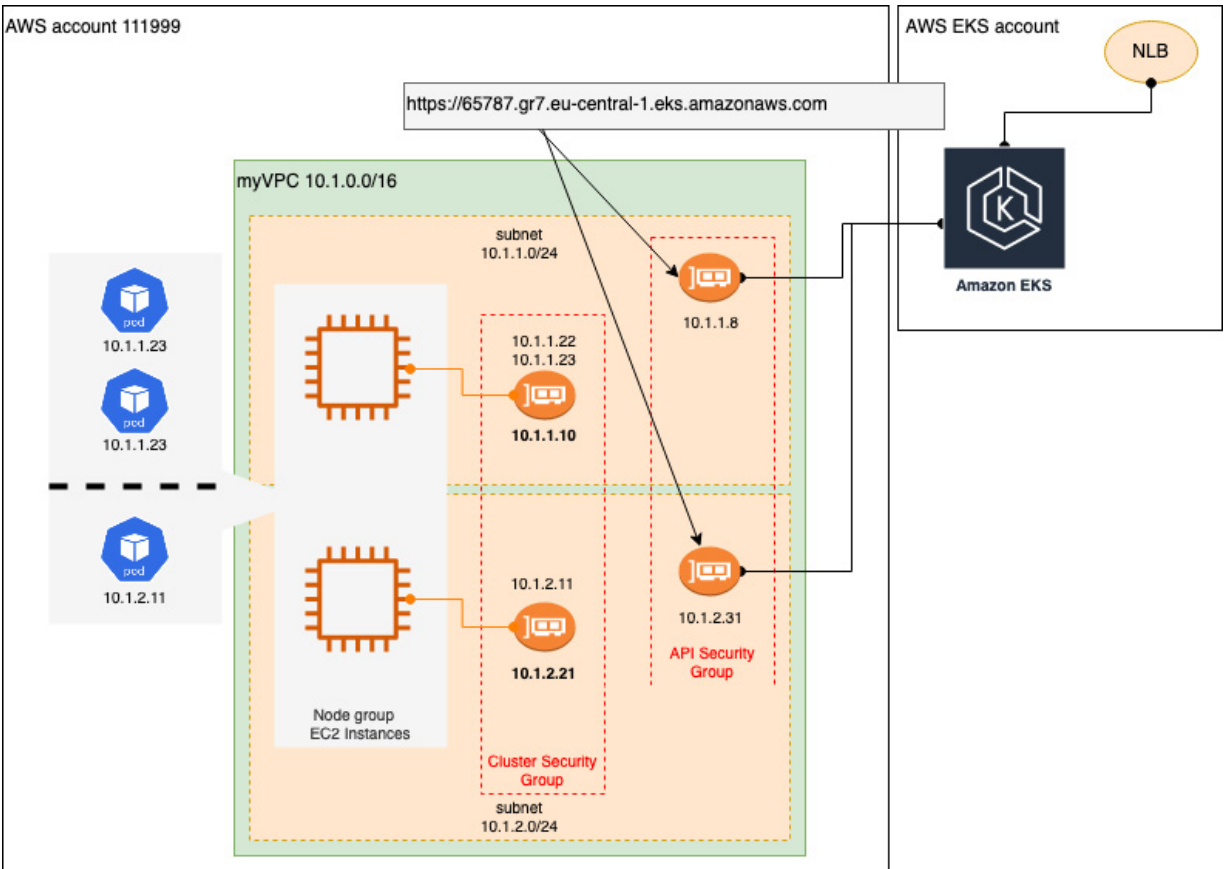 AWS account 111999
AWS EKS account
NLB
https://65787.gr7.eu-central-1.eks.amazonaws.com
myVPC 10.1.0.0/16
subnet
10.1.1.0/24
Amazon EKS
pod
10.1.1.23
pod
10.1.1.23
pod
10.1.2.11
10.1.1.22
10.1.1.23
10.1.1.10
10.1.1.8
10.1.2.11
10.1.2.21
10.1.2.31
API Security
Group
Node group
EC2 Instances
Cluster Security
Group
subnet
10.1.2.0/24